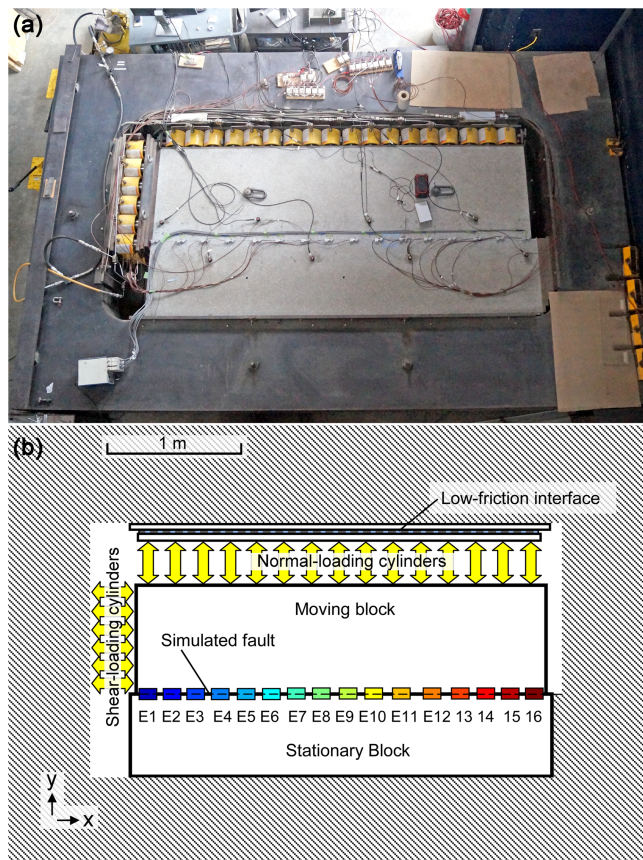 (a)
(b)
1 m
Low-friction interface
Normal-loading cylinders
Shear-loading cylinders
Moving block
Simulated fault
E1 E2 E3 E4 E5 E6 E7 E8 E9 E10 E11 E12 13 14 15 16
Stationary Block
y
x